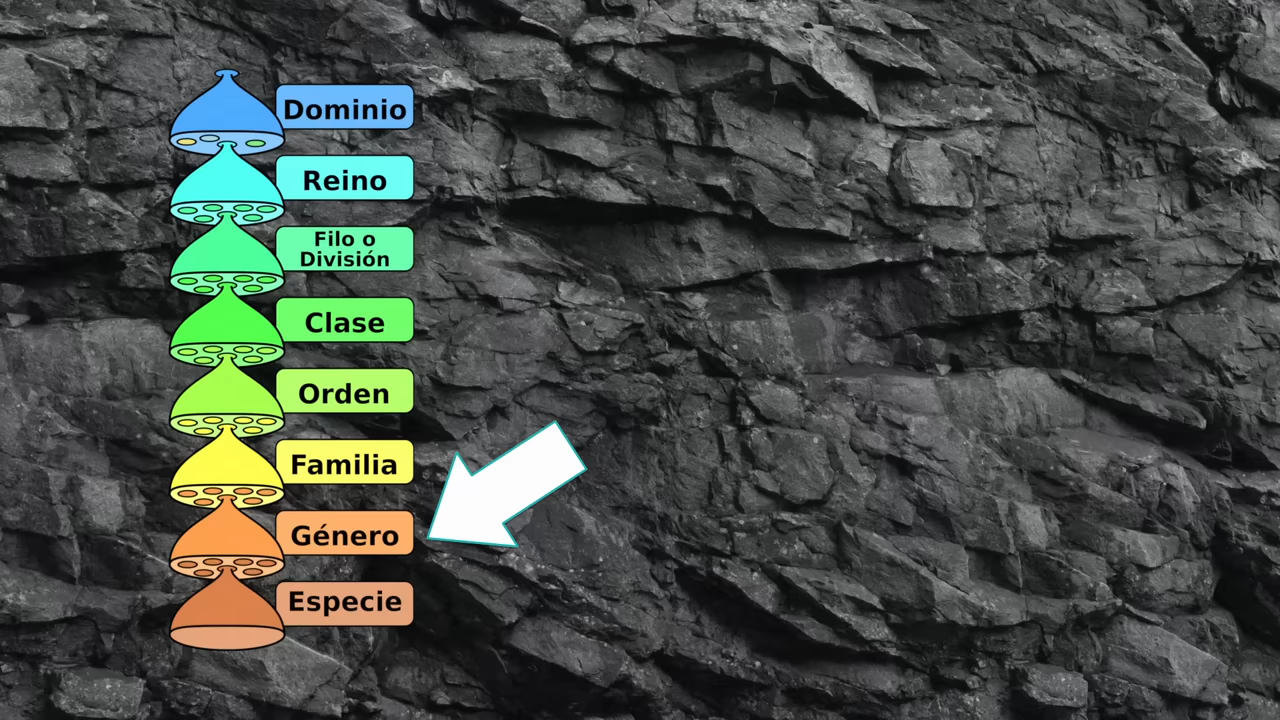 Dominio
Reino
Filo o
División
Clase
Orden
Familia
Género
Especie